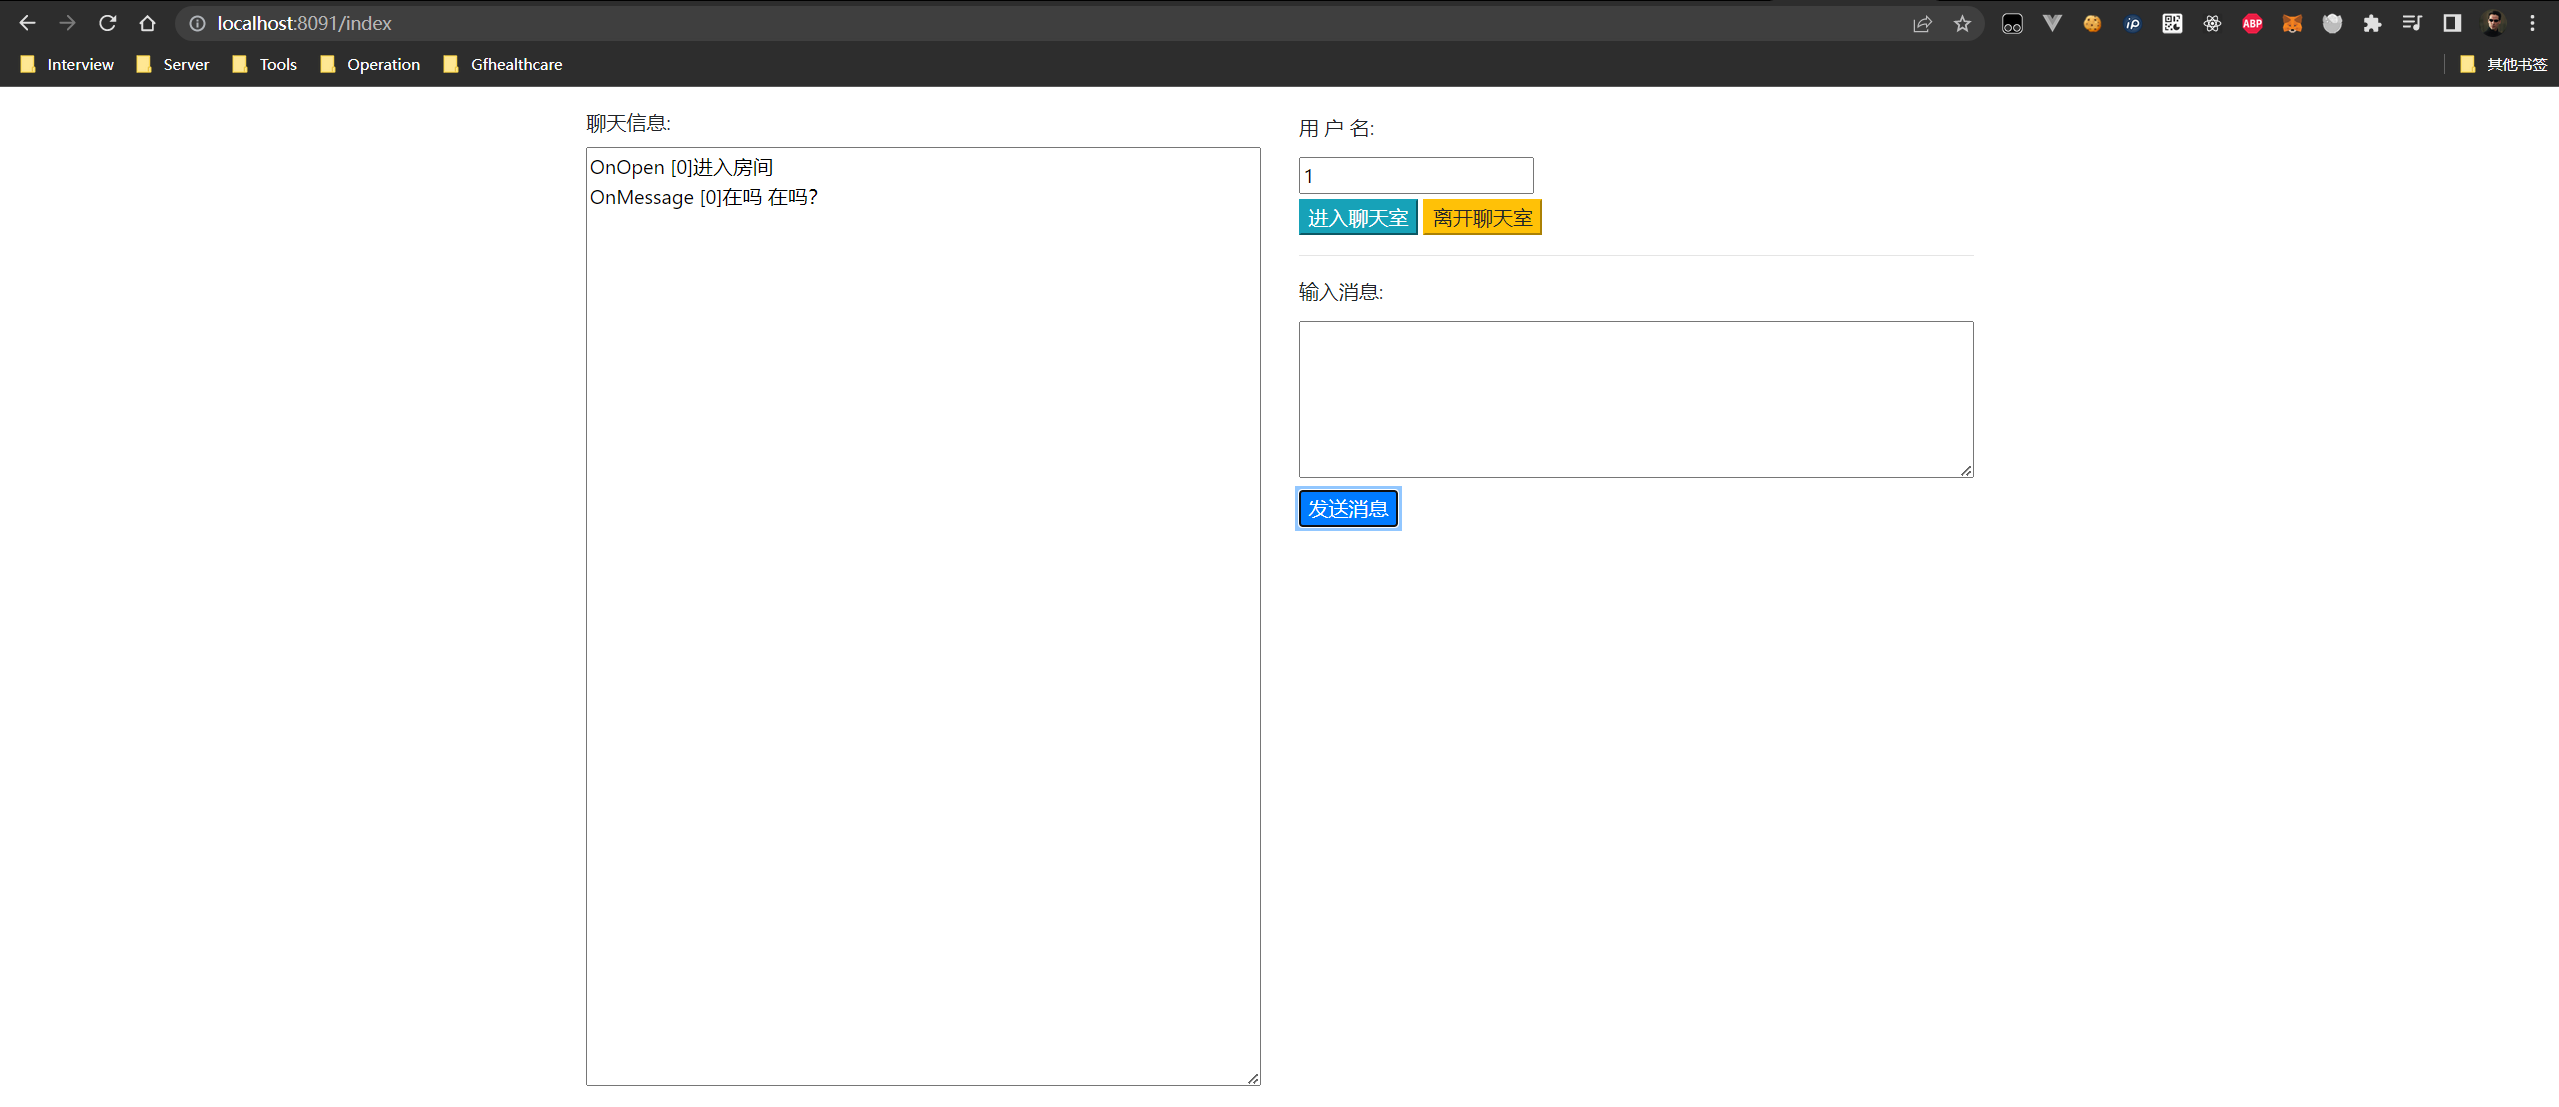 localhost:8091/index
ABP
Interview Server Tools Operation Gfhealthcare 其他书签
聊天信息:
OnOpen [0]进入房间
OnMessage [0]在吗 在吗?
用 户 名:
1
进入聊天室 离开聊天室
输入消息:
发送消息